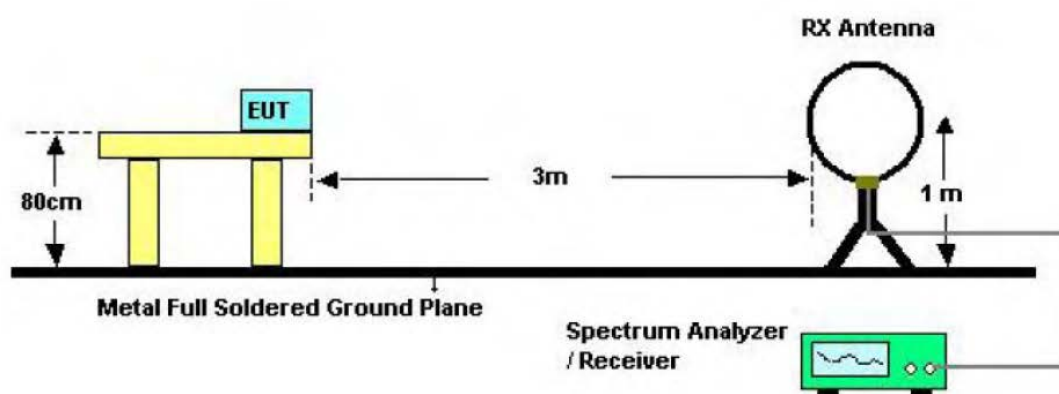 RX Antenna
EUT
3m
80cm
1 m
Metal Full Soldered Ground Plane
Spectrum Analyzer
/ Receiver